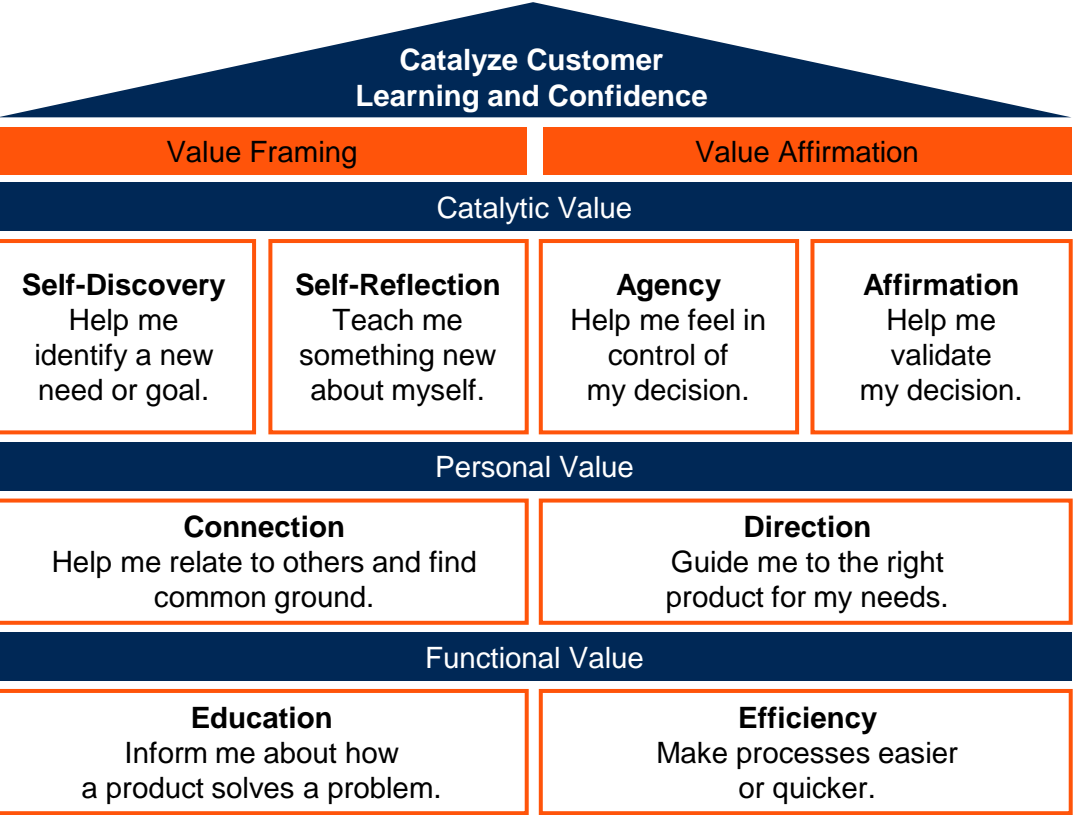 Catalyze Customer
Learning and Confidence
Value Framing
Value Affirmation
Catalytic Value
Self-Discovery
Help me
identify a new
need or goal.
Self-Reflection
Teach me
something new
about myself.
Agency
Help me feel in
control of
my decision.
Affirmation
Help me
validate
my decision.
Personal Value
Connection
Help me relate to others and find
common ground.
Direction
Guide me to the right
product for my needs.
Functional Value
Education
Inform me about how
a product solves a problem.
Efficiency
Make processes easier
or quicker.